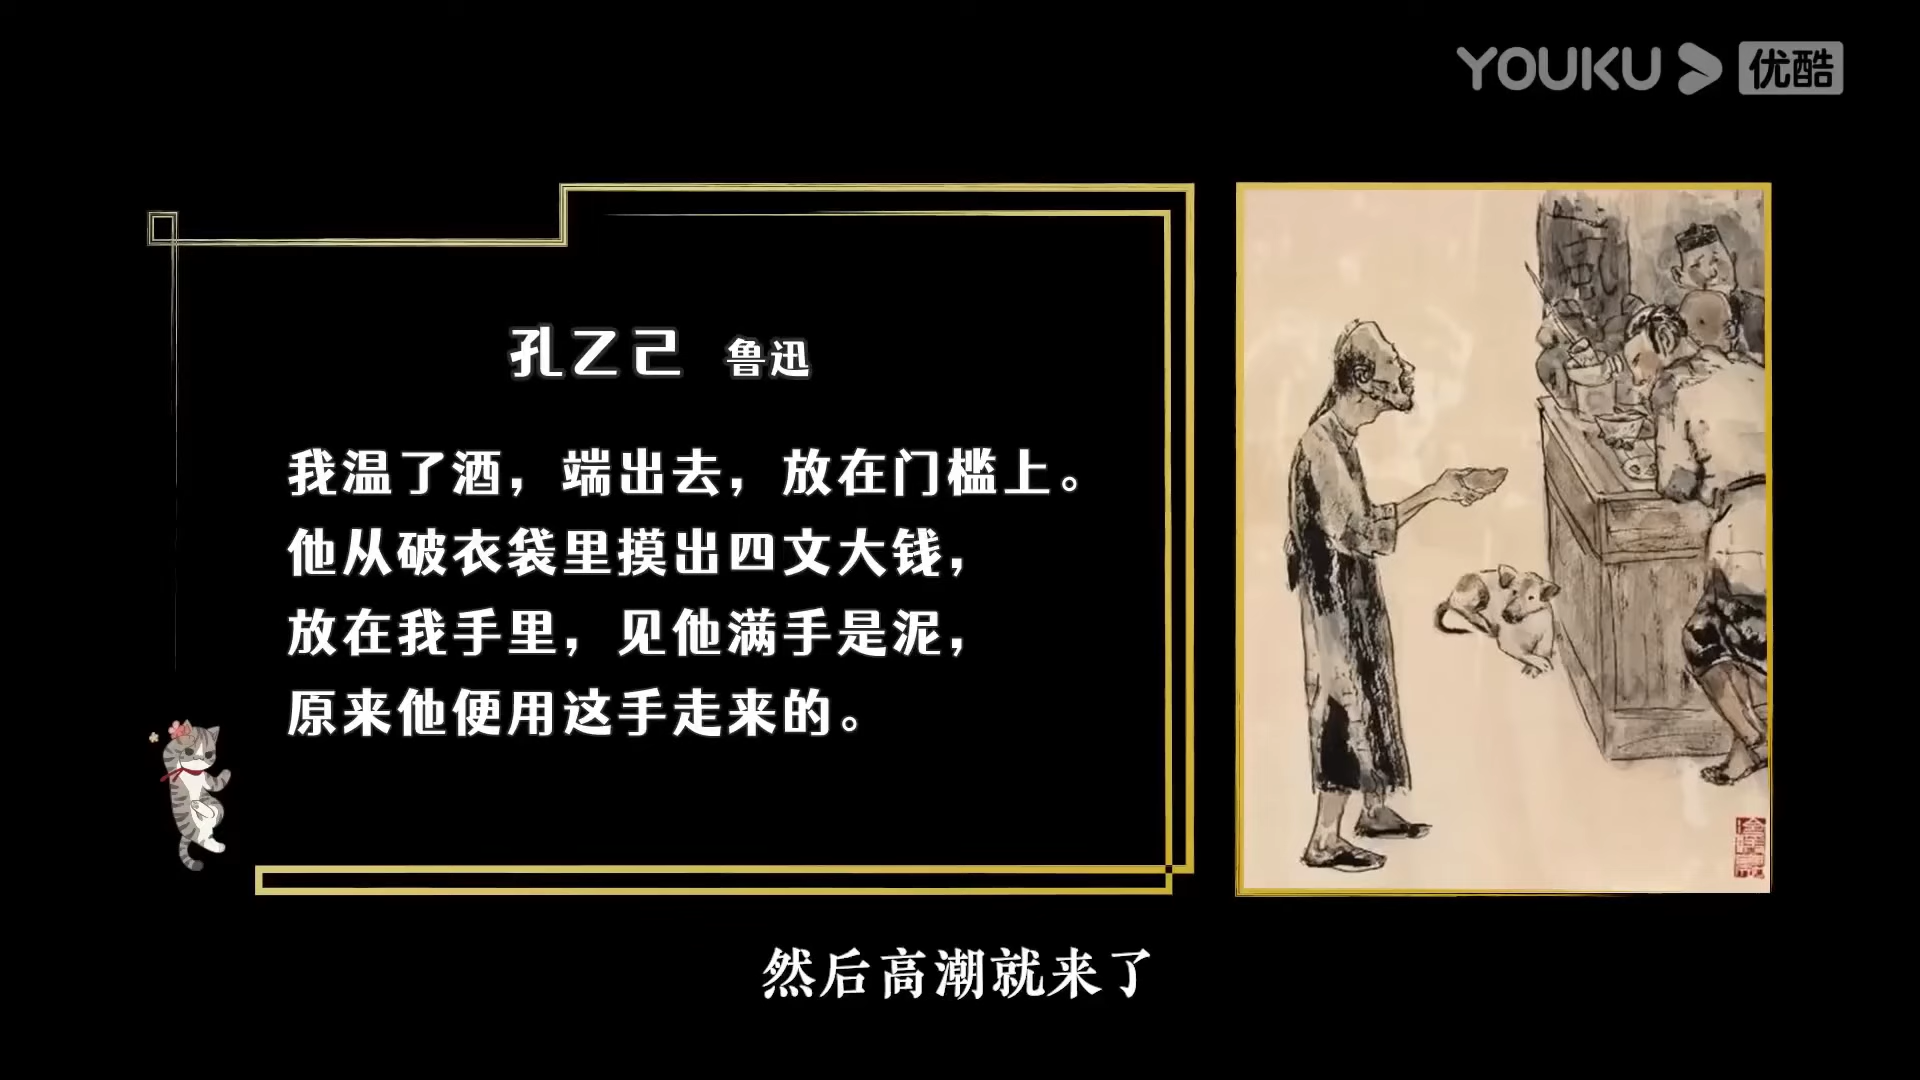 YOUKU 优酷
孔乙己 鲁迅
我温了酒，端出去，放在门槛上。
他从破衣袋里摸出四文大钱，
放在我手里，见他满手是泥，
原来他便用这手走来的。
然后高潮就来了